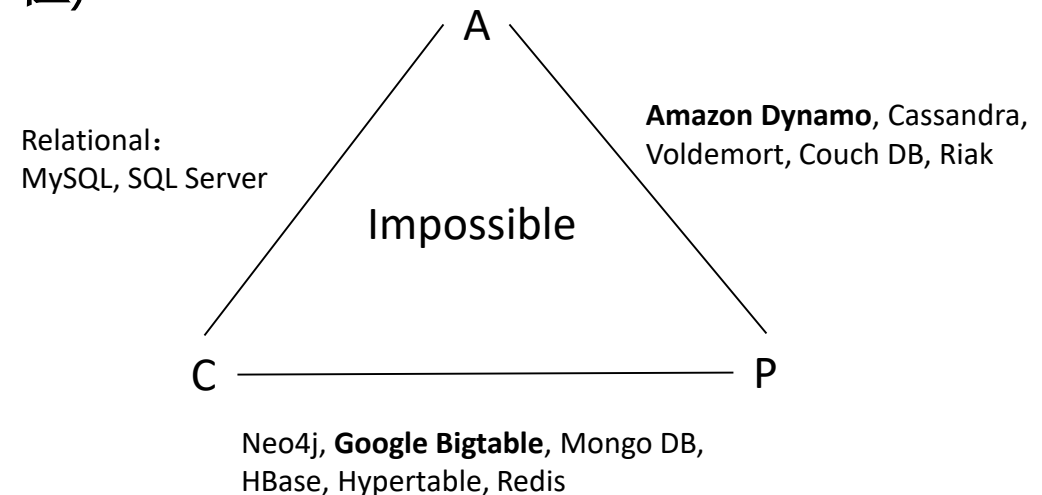 A
Amazon Dynamo, Cassandra,
Voldemort, Couch DB, Riak
Relational：
MySQL, SQL Server
Impossible
C
P
Neo4j, Google Bigtable, Mongo DB,
HBase, Hypertable, Redis